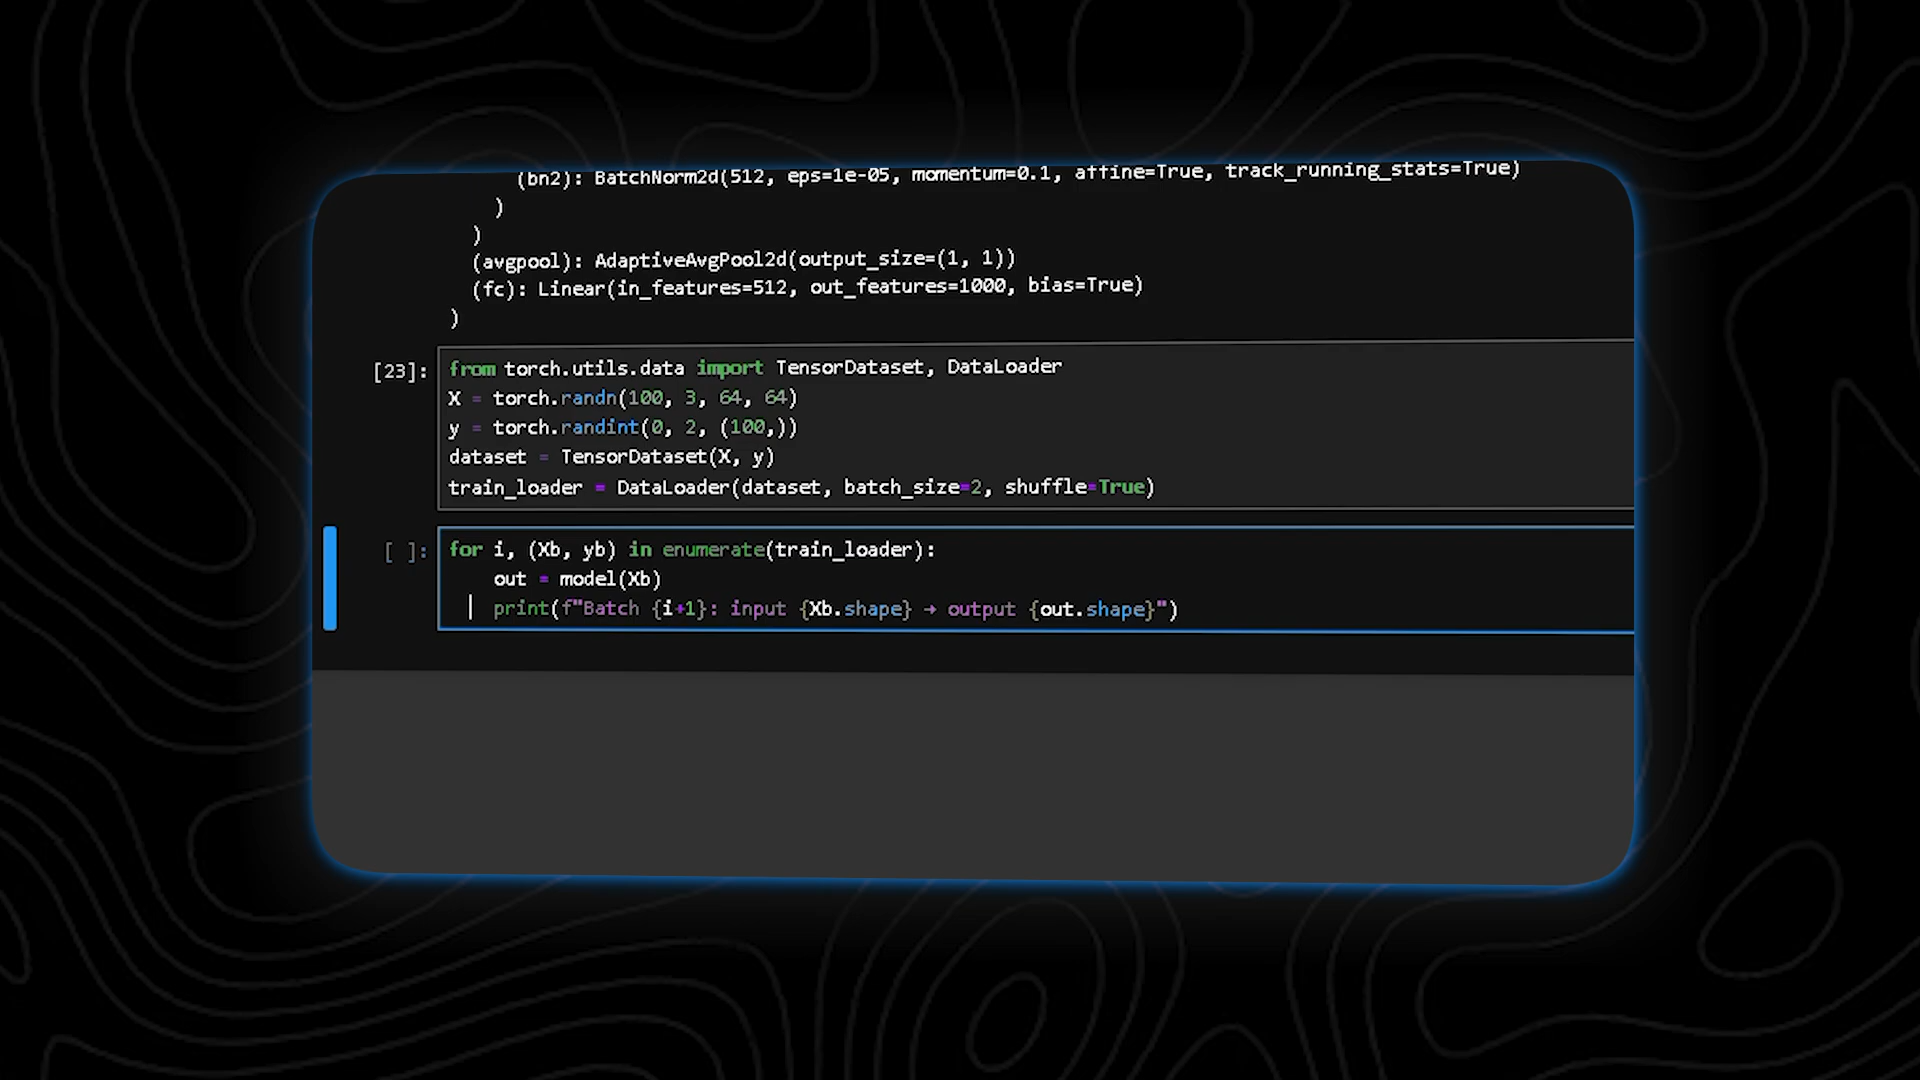 (bn2): BatchNorm2d(512, eps=1e-05, momentum=0.1, affine=True, track_running_stats=True)
)
)
(avgpool): AdaptiveAvgPool2d(output_size=(1, 1))
(fc): Linear(in_features=512, out_features=1000, bias=True)
)
[23]: from torch.utils.data import TensorDataset, DataLoader
X = torch.randn(100, 3, 64, 64)
y = torch.randint(0, 2, (100,))
dataset = TensorDataset(X, y)
train_loader = DataLoader(dataset, batch_size=2, shuffle=True)
[ ]: for i, (Xb, yb) in enumerate(train_loader):
out = model(Xb)
print(f"Batch {i+1}: input {Xb.shape} → output {out.shape}")